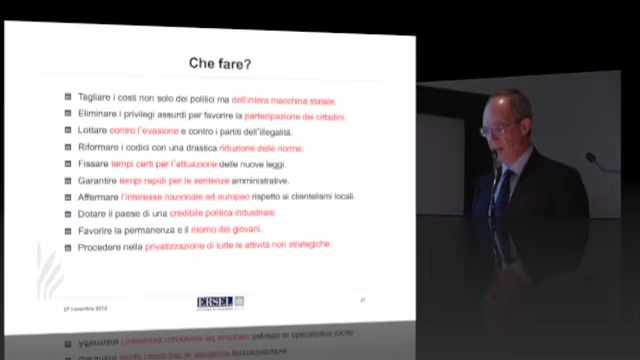 Che fare?
Tagliare i costi non solo dei politici ma dell'intera macchina statale.
Eliminare i privilegi assurdi per favorire la partecipazione dei cittadini.
Lottare contro l'evasione e contro i partiti dell'illegalità.
Riformare i codici con una drastica riduzione delle norme.
Fissare tempi certi per l'attuazione delle nuove leggi.
Garantire tempi rapidi per le sentenze amministrative.
Affermare l'interesse nazionale ed europeo rispetto ai clientelismi locali.
Dotare il paese di una credibile politica industriale.
Favorire la permanenza e il ritorno dei giovani.
Procedere nella privatizzazione di tutte le attività non strategiche.
27 novembre 2012
ERSEL